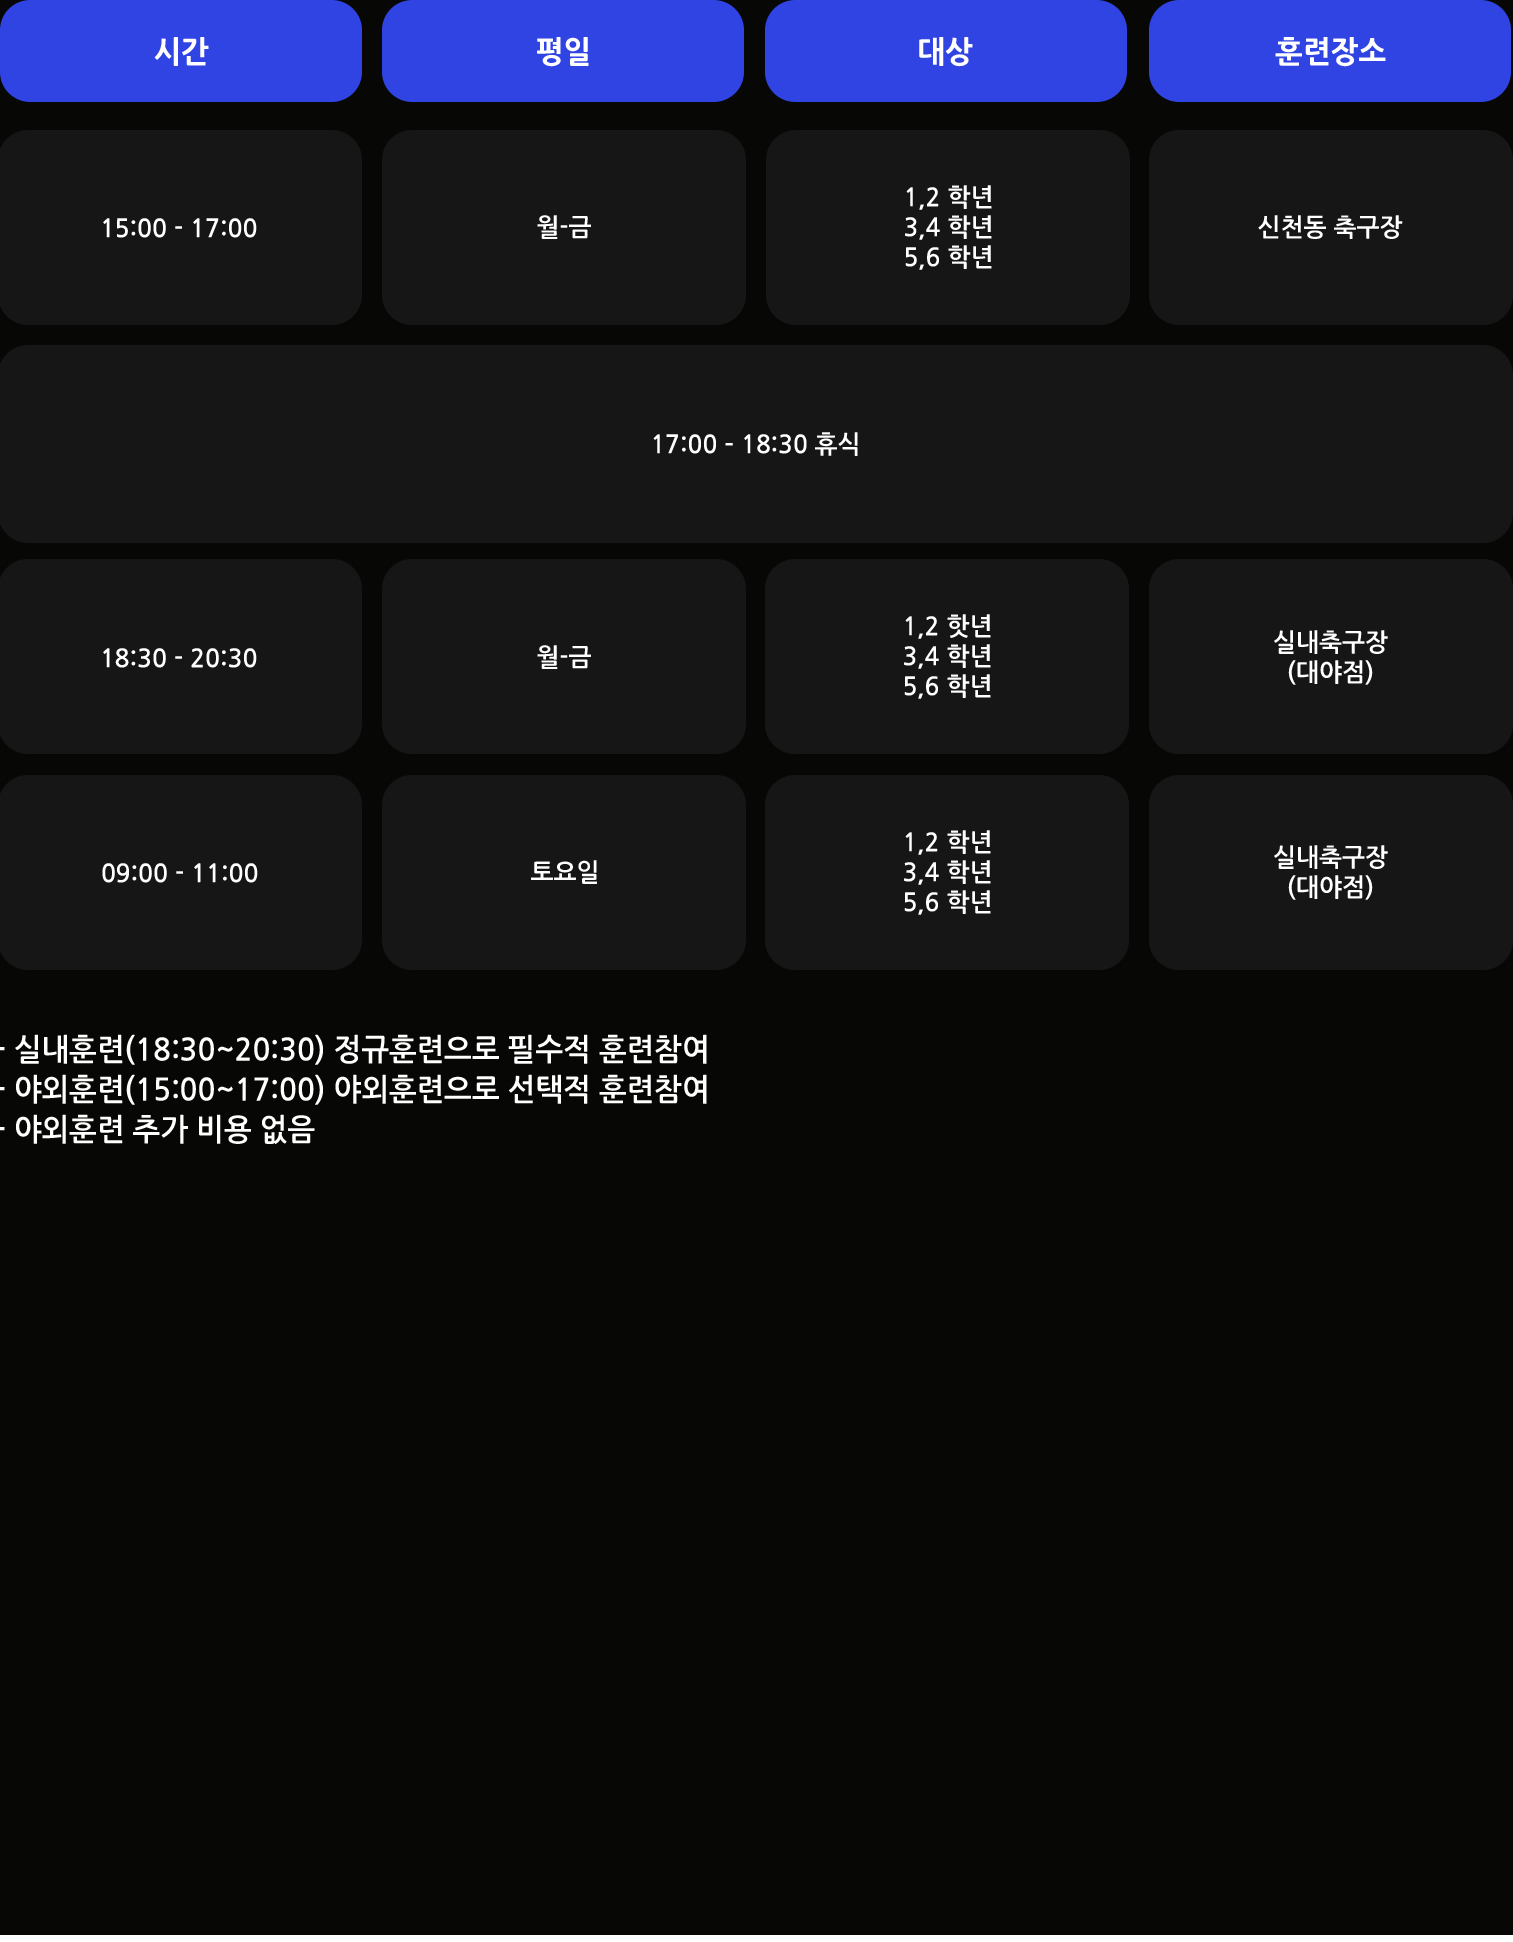 시간 평일 대상 훈련장소
15:00 - 17:00 월-금 1,2 학년
3,4 학년
5,6 학년
신천동 축구장
17:00 - 18:30 휴식
18:30 - 20:30 월-금 1,2 핫년
3,4 학년
5,6 학년
실내축구장
(대야점)
09:00 - 11:00 토요일 1,2 학년
3,4 학년
5,6 학년
실내축구장
(대야점)
- 실내훈련(18:30~20:30) 정규훈련으로 필수적 훈련참여
- 야외훈련(15:00~17:00) 야외훈련으로 선택적 훈련참여
- 야외훈련 추가 비용 없음